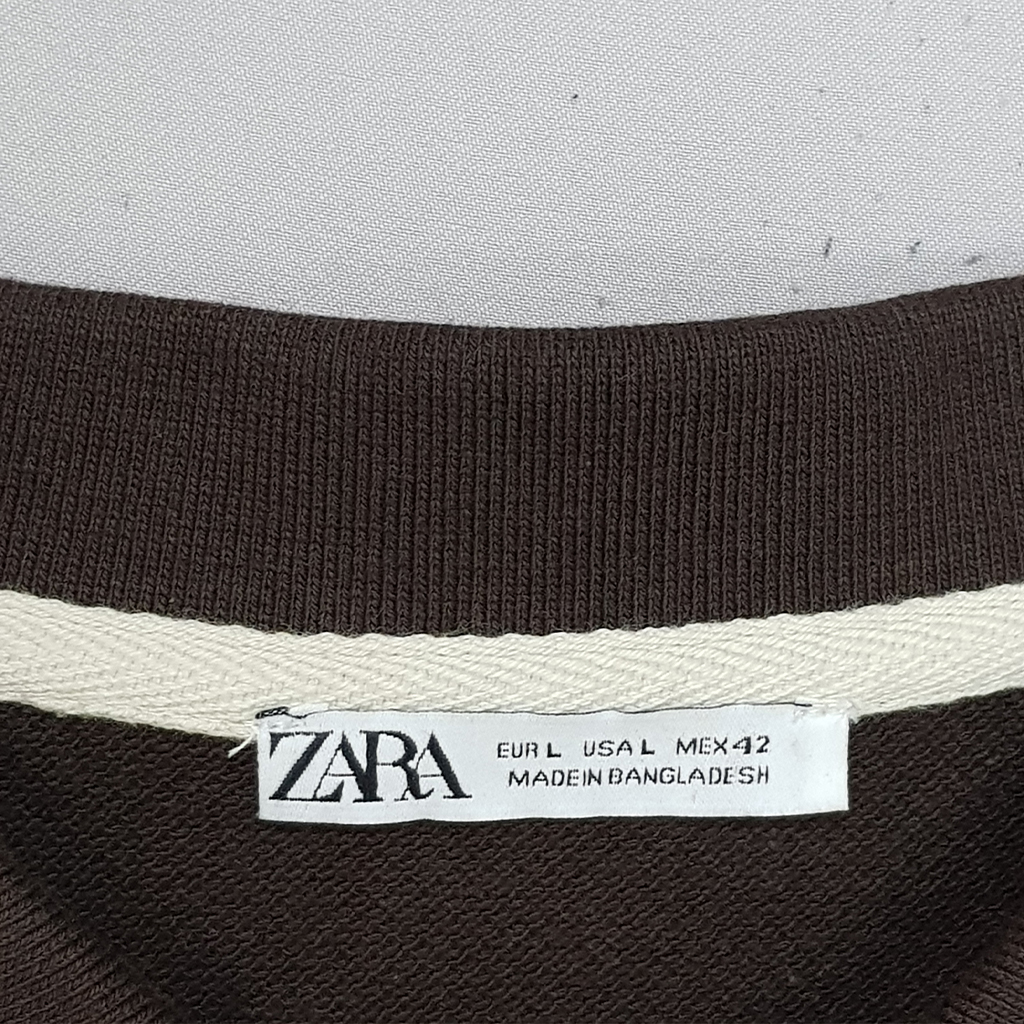 ZARA
EUR L USA L MEX 42
MADE IN BANGLADESH